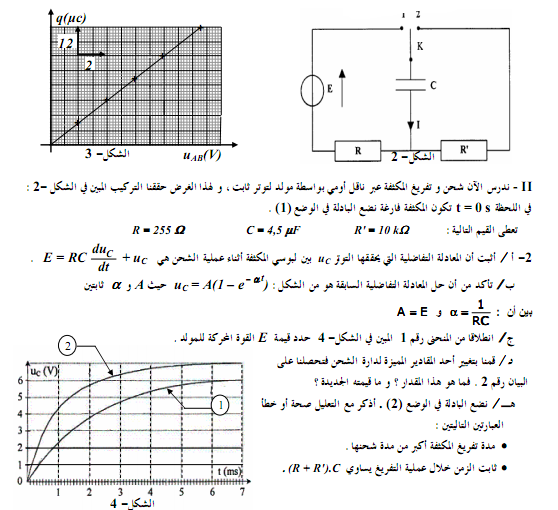 q(µc)
12
2
u_AB(V)
الشكل- 3
1 2
K
E
C
I
R
R'
الشكل- 2
II - ندرس الآن شحن و تفريغ المكثفة عبر ناقل أومي بواسطة مولد لتوتر ثابت ، و لهذا الغرض حققنا التركيب المبين في الشكل -2 :
في اللحظة t = 0 s تكون المكثفة فارغة نضع البادلة في الوضع (1) .
تعطى القيم التالية : R' = 10 kΩ C = 4,5 µF R = 255 Ω
2- أ / أثبت أن المعادلة التفاضلية التي يحققها التوتر u_C بين لبوسي المكثفة أثناء عملية الشحن هي E = RC du_C/dt + u_C .
ب/ تأكد من أن حل المعادلة التفاضلية السابقة هو من الشكل : u_C = A(1 – e^(–αt)) حيث A و α ثابتين
بين أن : α = 1/RC و A = E
ج/ انطلاقا من المنحنى رقم 1 المبين في الشكل- 4 حدد قيمة E القوة المحركة للمولد .
د/ قمنا بتغيير أحد المقادير المميزة لدارة الشحن فتحصلنا على
البيان رقم 2 . فما هو هذا المقدار ؟ و ما قيمته الجديدة ؟
هــ/ نضع البادلة في الوضع (2) . أذكر مع التعليل صحة أو خطأ
العبارتين التاليتين :
• مدة تفريغ المكثفة أكبر من مدة شحنها .
• ثابت الزمن خلال عملية التفريغ يساوي (R + R').C .
2
u_C (V)
6
5
4
3
2
1
0
1
t (ms)
1 2 3 4 5 6 7
الشكل- 4